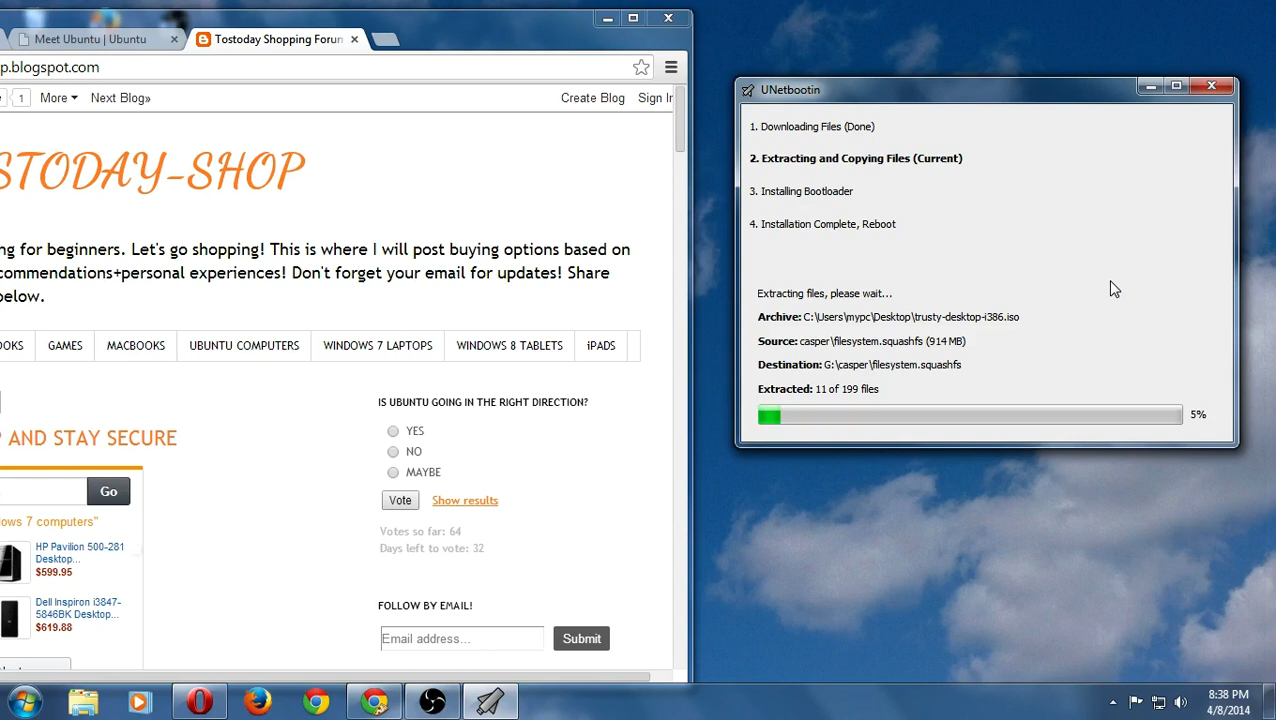 Meet Ubuntu | Ubuntu
Tostoday Shopping Forun
p.blogspot.com
1 More Next Blog» Create Blog Sign In
STODAY-SHOP
ng for beginners. Let's go shopping! This is where I will post buying options based on
commendations+personal experiences! Don't forget your email for updates! Share
below.
OKS GAMES MACBOOKS UBUNTU COMPUTERS WINDOWS 7 LAPTOPS WINDOWS 8 TABLETS iPADS
IS UBUNTU GOING IN THE RIGHT DIRECTION?
YES
NO
MAYBE
Vote Show results
Votes so far: 64
Days left to vote: 32
P AND STAY SECURE
Go
ows 7 computers"
HP Pavilion 500-281
Desktop...
$599.95
Dell Inspiron i3847-
5846BK Desktop...
$619.88
FOLLOW BY EMAIL!
Email address...
Submit
UNetbootin
1. Downloading Files (Done)
2. Extracting and Copying Files (Current)
3. Installing Bootloader
4. Installation Complete, Reboot
Extracting files, please wait...
Archive: C:\Users\mypc\Desktop\trusty-desktop-i386.iso
Source: casper\filesystem.squashfs (914 MB)
Destination: G:\casper\filesystem.squashfs
Extracted: 11 of 199 files
5%
8:38 PM
4/8/2014